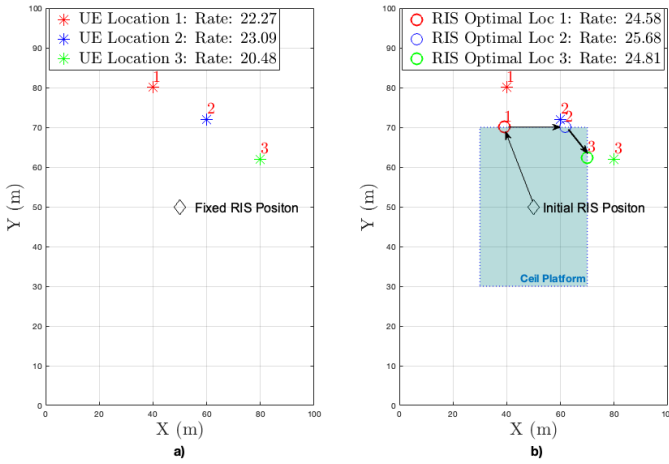 UE Location 1: Rate: 22.27
UE Location 2: Rate: 23.09
UE Location 3: Rate: 20.48
1
2
3
Fixed RIS Positon
Y (m)
100
90
80
70
60
50
40
30
20
10
0
0 20 40 60 80 100
X (m)
a)
RIS Optimal Loc 1: Rate: 24.58
RIS Optimal Loc 2: Rate: 25.68
RIS Optimal Loc 3: Rate: 24.81
1
2
1
2
3
3
Initial RIS Positon
Ceil Platform
Y (m)
100
90
80
70
60
50
40
30
20
10
0
0 20 40 60 80 100
X (m)
b)